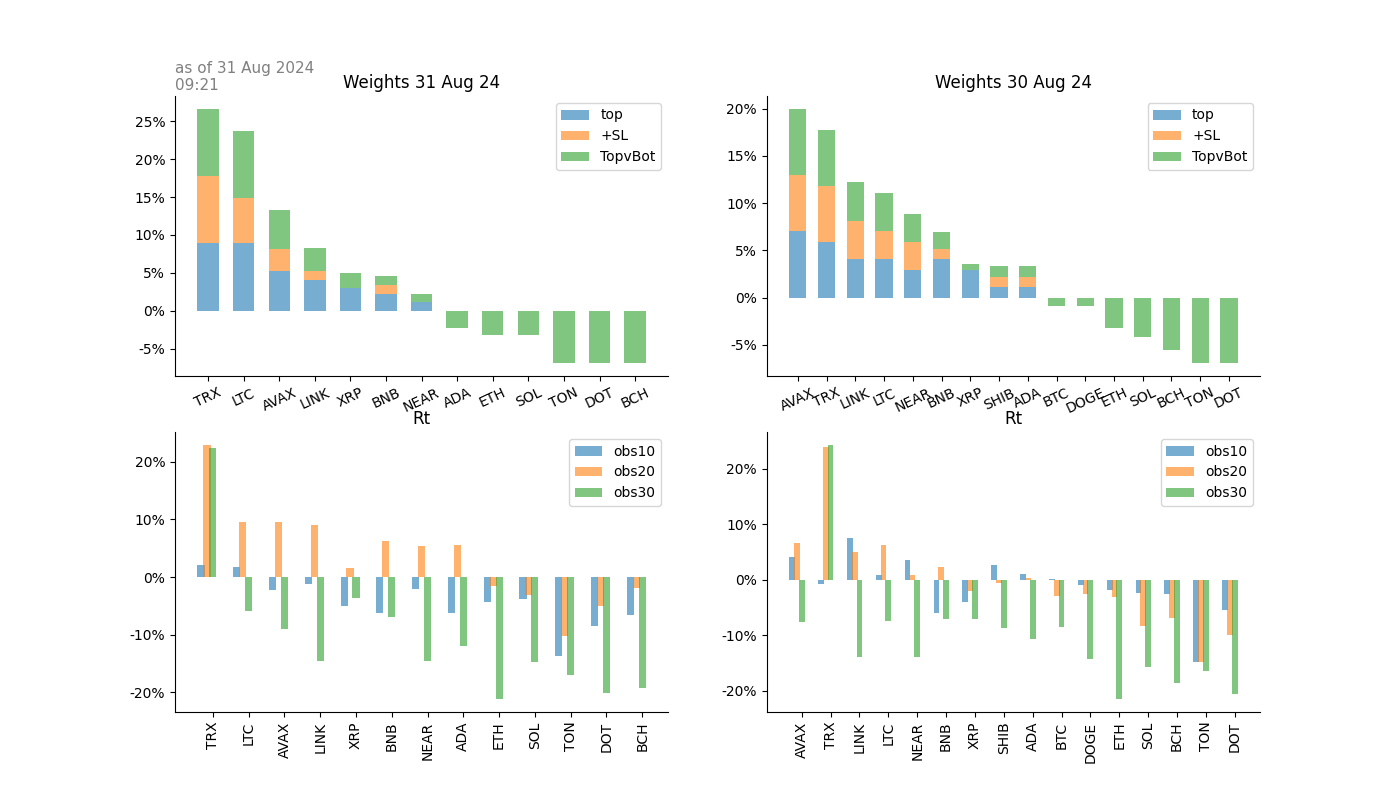 as of 31 Aug 2024
09:21
Weights 31 Aug 24
25%
20%
15%
10%
5%
0%
-5%
top
+SL
TopvBot
TRX LTC AVAX LINK XRP BNB NEAR ADA ETH SOL TON DOT BCH
Weights 30 Aug 24
20%
15%
10%
5%
0%
-5%
top
+SL
TopvBot
AVAX TRX LINK LTC NEAR BNB XRP SHIB ADA BTC DOGE ETH SOL BCH TON DOT
Rt
20%
10%
0%
-10%
-20%
obs10
obs20
obs30
TRX LTC AVAX LINK XRP BNB NEAR ADA ETH SOL TON DOT BCH
Rt
20%
10%
0%
-10%
-20%
obs10
obs20
obs30
AVAX TRX LINK LTC NEAR BNB XRP SHIB ADA BTC DOGE ETH SOL BCH TON DOT